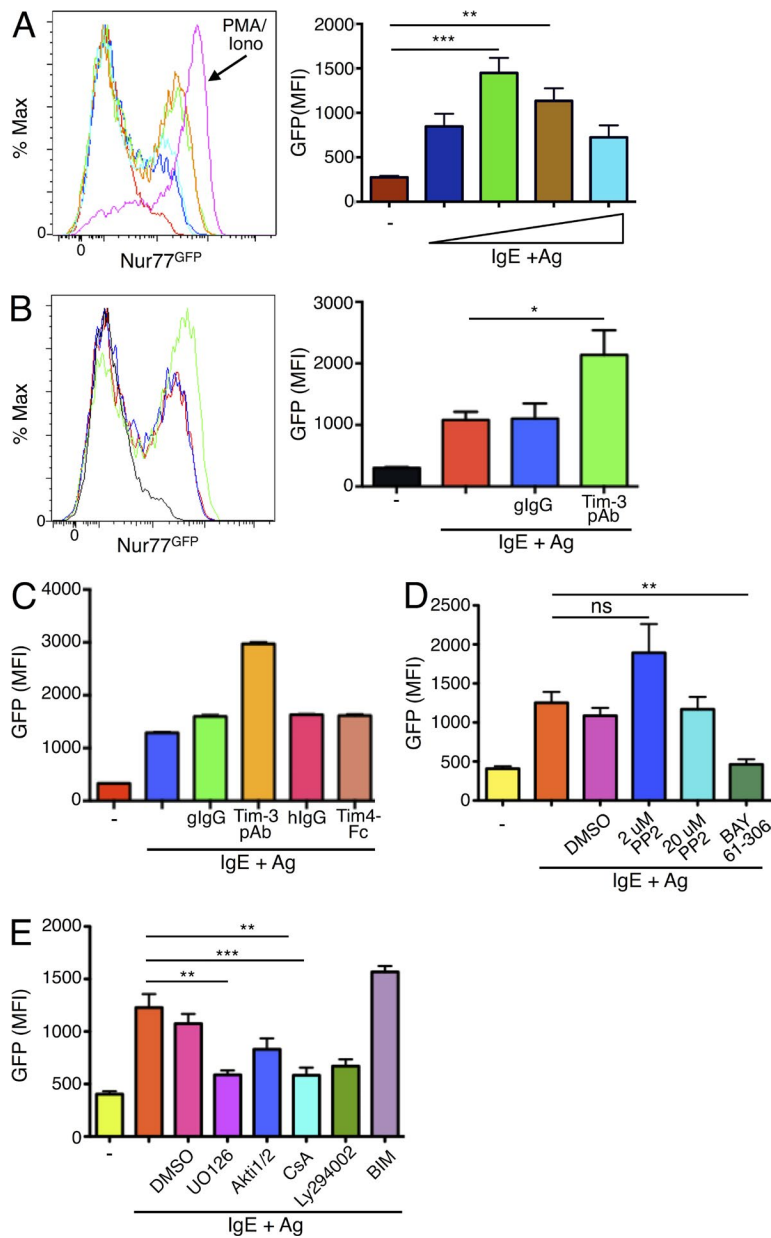 A
PMA/
Iono
% Max
0
0
Nur77GFP
GFP(MFI)
2000
1500
1000
500
0
**
***
-
IgE +Ag
B
% Max
0
0
Nur77GFP
GFP (MFI)
3000
2000
1000
0
*
-
gIgG
Tim-3
pAb
IgE + Ag
C
GFP (MFI)
4000
3000
2000
1000
0
-
gIgG
Tim-3
pAb
hIgG
Tim4-
Fc
IgE + Ag
D
GFP (MFI)
2500
2000
1500
1000
500
0
**
ns
-
DMSO
2 uM
PP2
20 uM
PP2
BAY
61-306
IgE + Ag
E
GFP (MFI)
2000
1500
1000
500
0
**
***
**
-
DMSO
UO126
Akti1/2
CsA
Ly294002
BIM
IgE + Ag